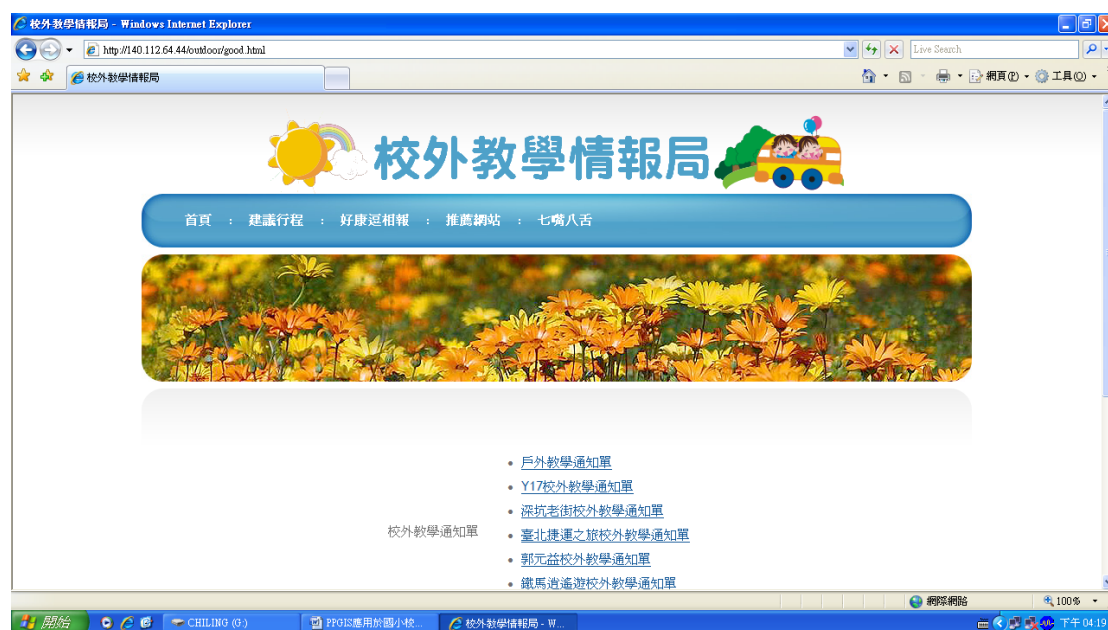 校外教學情報局 - Windows Internet Explorer
http://140.112.64.44/outdoor/good.html
Live Search
校外教學情報局
網頁(P)
工具(O)
校外教學情報局
首頁 : 建議行程 : 好康逗相報 : 推薦網站 : 七嘴八舌
戶外教學通知單
Y17校外教學通知單
深坑老街校外教學通知單
校外教學通知單
臺北捷運之旅校外教學通知單
郭元益校外教學通知單
鐵馬逍遙遊校外教學通知單
網際網路
100%
開始
CHILING (G:)
PPGIS應用於國小校...
校外教學情報局 - W...
下午 04:19